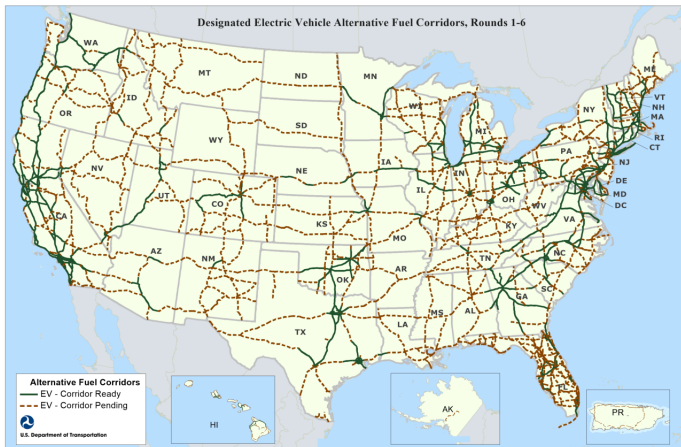 Designated Electric Vehicle Alternative Fuel Corridors, Rounds 1-6
WA
MT
ND
MN
ME
OR
ID
WI
MI
NY
VT
NH
MA
RI
CT
SD
WY
IA
PA
NJ
NV
NE
IL
IN
OH
DE
MD
DC
UT
CO
WV
VA
CA
KS
MO
KY
AZ
NM
OK
AR
TN
NC
SC
TX
LA
MS
AL
GA
FL
Alternative Fuel Corridors
EV - Corridor Ready
EV - Corridor Pending
U.S. Department of Transportation
HI
AK
PR